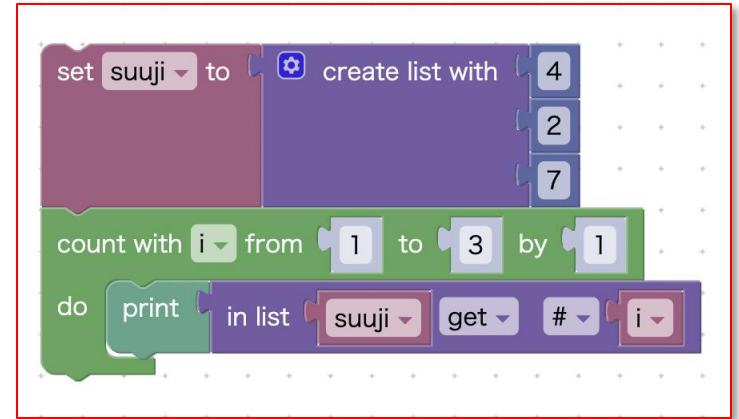 set suuji to create list with 4
2
7
count with i from 1 to 3 by 1
do print in list suuji get # i